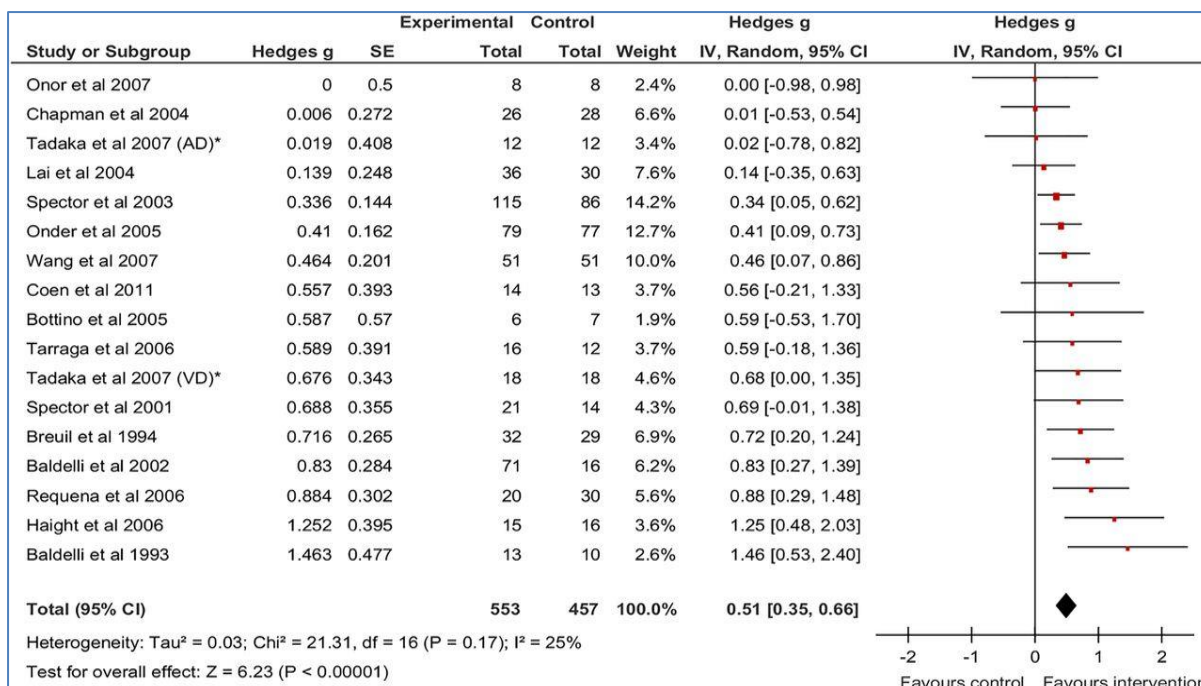 Experimental Control Hedges g Hedges g
Study or Subgroup Hedges g SE Total Total Weight IV, Random, 95% CI IV, Random, 95% CI
Onor et al 2007 0 0.5 8 8 2.4% 0.00 [-0.98, 0.98]
Chapman et al 2004 0.006 0.272 26 28 6.6% 0.01 [-0.53, 0.54]
Tadaka et al 2007 (AD)* 0.019 0.408 12 12 3.4% 0.02 [-0.78, 0.82]
Lai et al 2004 0.139 0.248 36 30 7.6% 0.14 [-0.35, 0.63]
Spector et al 2003 0.336 0.144 115 86 14.2% 0.34 [0.05, 0.62]
Onder et al 2005 0.41 0.162 79 77 12.7% 0.41 [0.09, 0.73]
Wang et al 2007 0.464 0.201 51 51 10.0% 0.46 [0.07, 0.86]
Coen et al 2011 0.557 0.393 14 13 3.7% 0.56 [-0.21, 1.33]
Bottino et al 2005 0.587 0.57 6 7 1.9% 0.59 [-0.53, 1.70]
Tarraga et al 2006 0.589 0.391 16 12 3.7% 0.59 [-0.18, 1.36]
Tadaka et al 2007 (VD)* 0.676 0.343 18 18 4.6% 0.68 [0.00, 1.35]
Spector et al 2001 0.688 0.355 21 14 4.3% 0.69 [-0.01, 1.38]
Breuil et al 1994 0.716 0.265 32 29 6.9% 0.72 [0.20, 1.24]
Baldelli et al 2002 0.83 0.284 71 16 6.2% 0.83 [0.27, 1.39]
Requena et al 2006 0.884 0.302 20 30 5.6% 0.88 [0.29, 1.48]
Haight et al 2006 1.252 0.395 15 16 3.6% 1.25 [0.48, 2.03]
Baldelli et al 1993 1.463 0.477 13 10 2.6% 1.46 [0.53, 2.40]
Total (95% CI) 553 457 100.0% 0.51 [0.35, 0.66]
Heterogeneity: Tau² = 0.03; Chi² = 21.31, df = 16 (P = 0.17); I² = 25%
Test for overall effect: Z = 6.23 (P < 0.00001)
-2 -1 0 1 2
Favours control Favours intervention